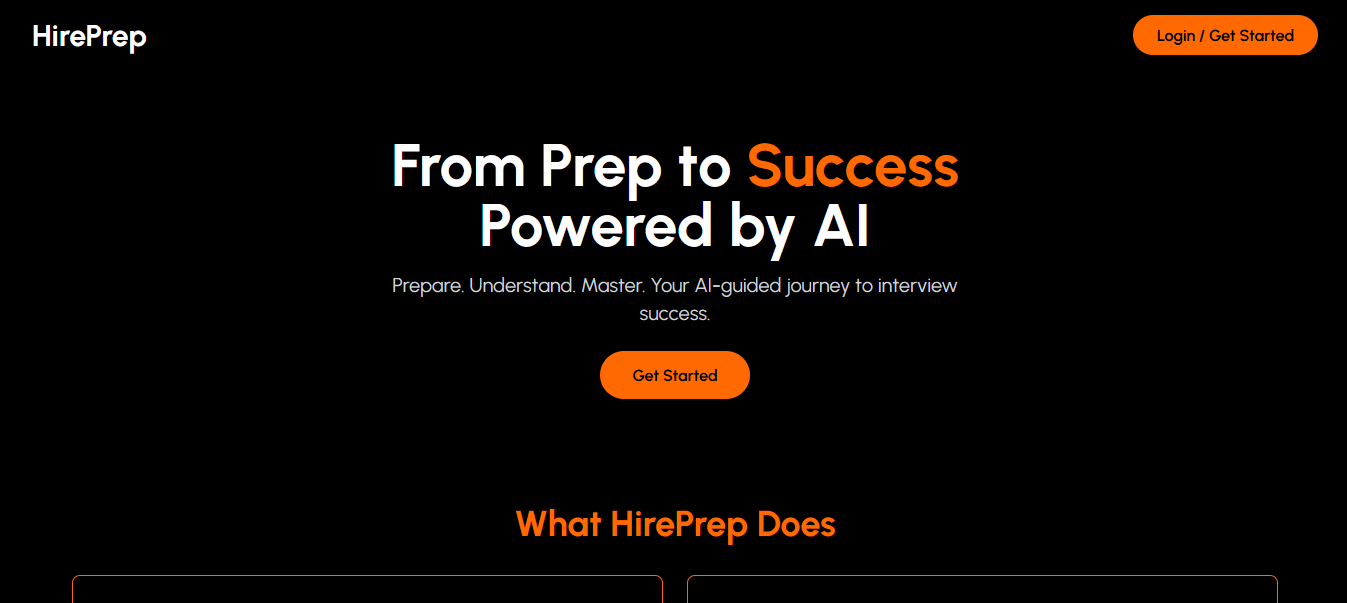 HirePrep
Login / Get Started
From Prep to Success
Powered by AI
Prepare. Understand. Master. Your AI-guided journey to interview
success.
Get Started
What HirePrep Does